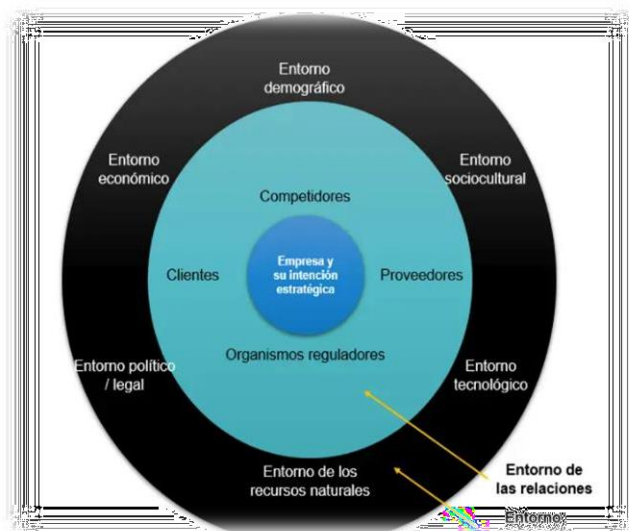 Entorno
demográfico
Entorno
económico
Entorno
sociocultural
Competidores
Empresa y
su intención
estratégica
Clientes
Proveedores
Organismos reguladores
Entorno político
/ legal
Entorno
tecnológico
Entorno de los
recursos naturales
Entorno de
las relaciones
Entorno